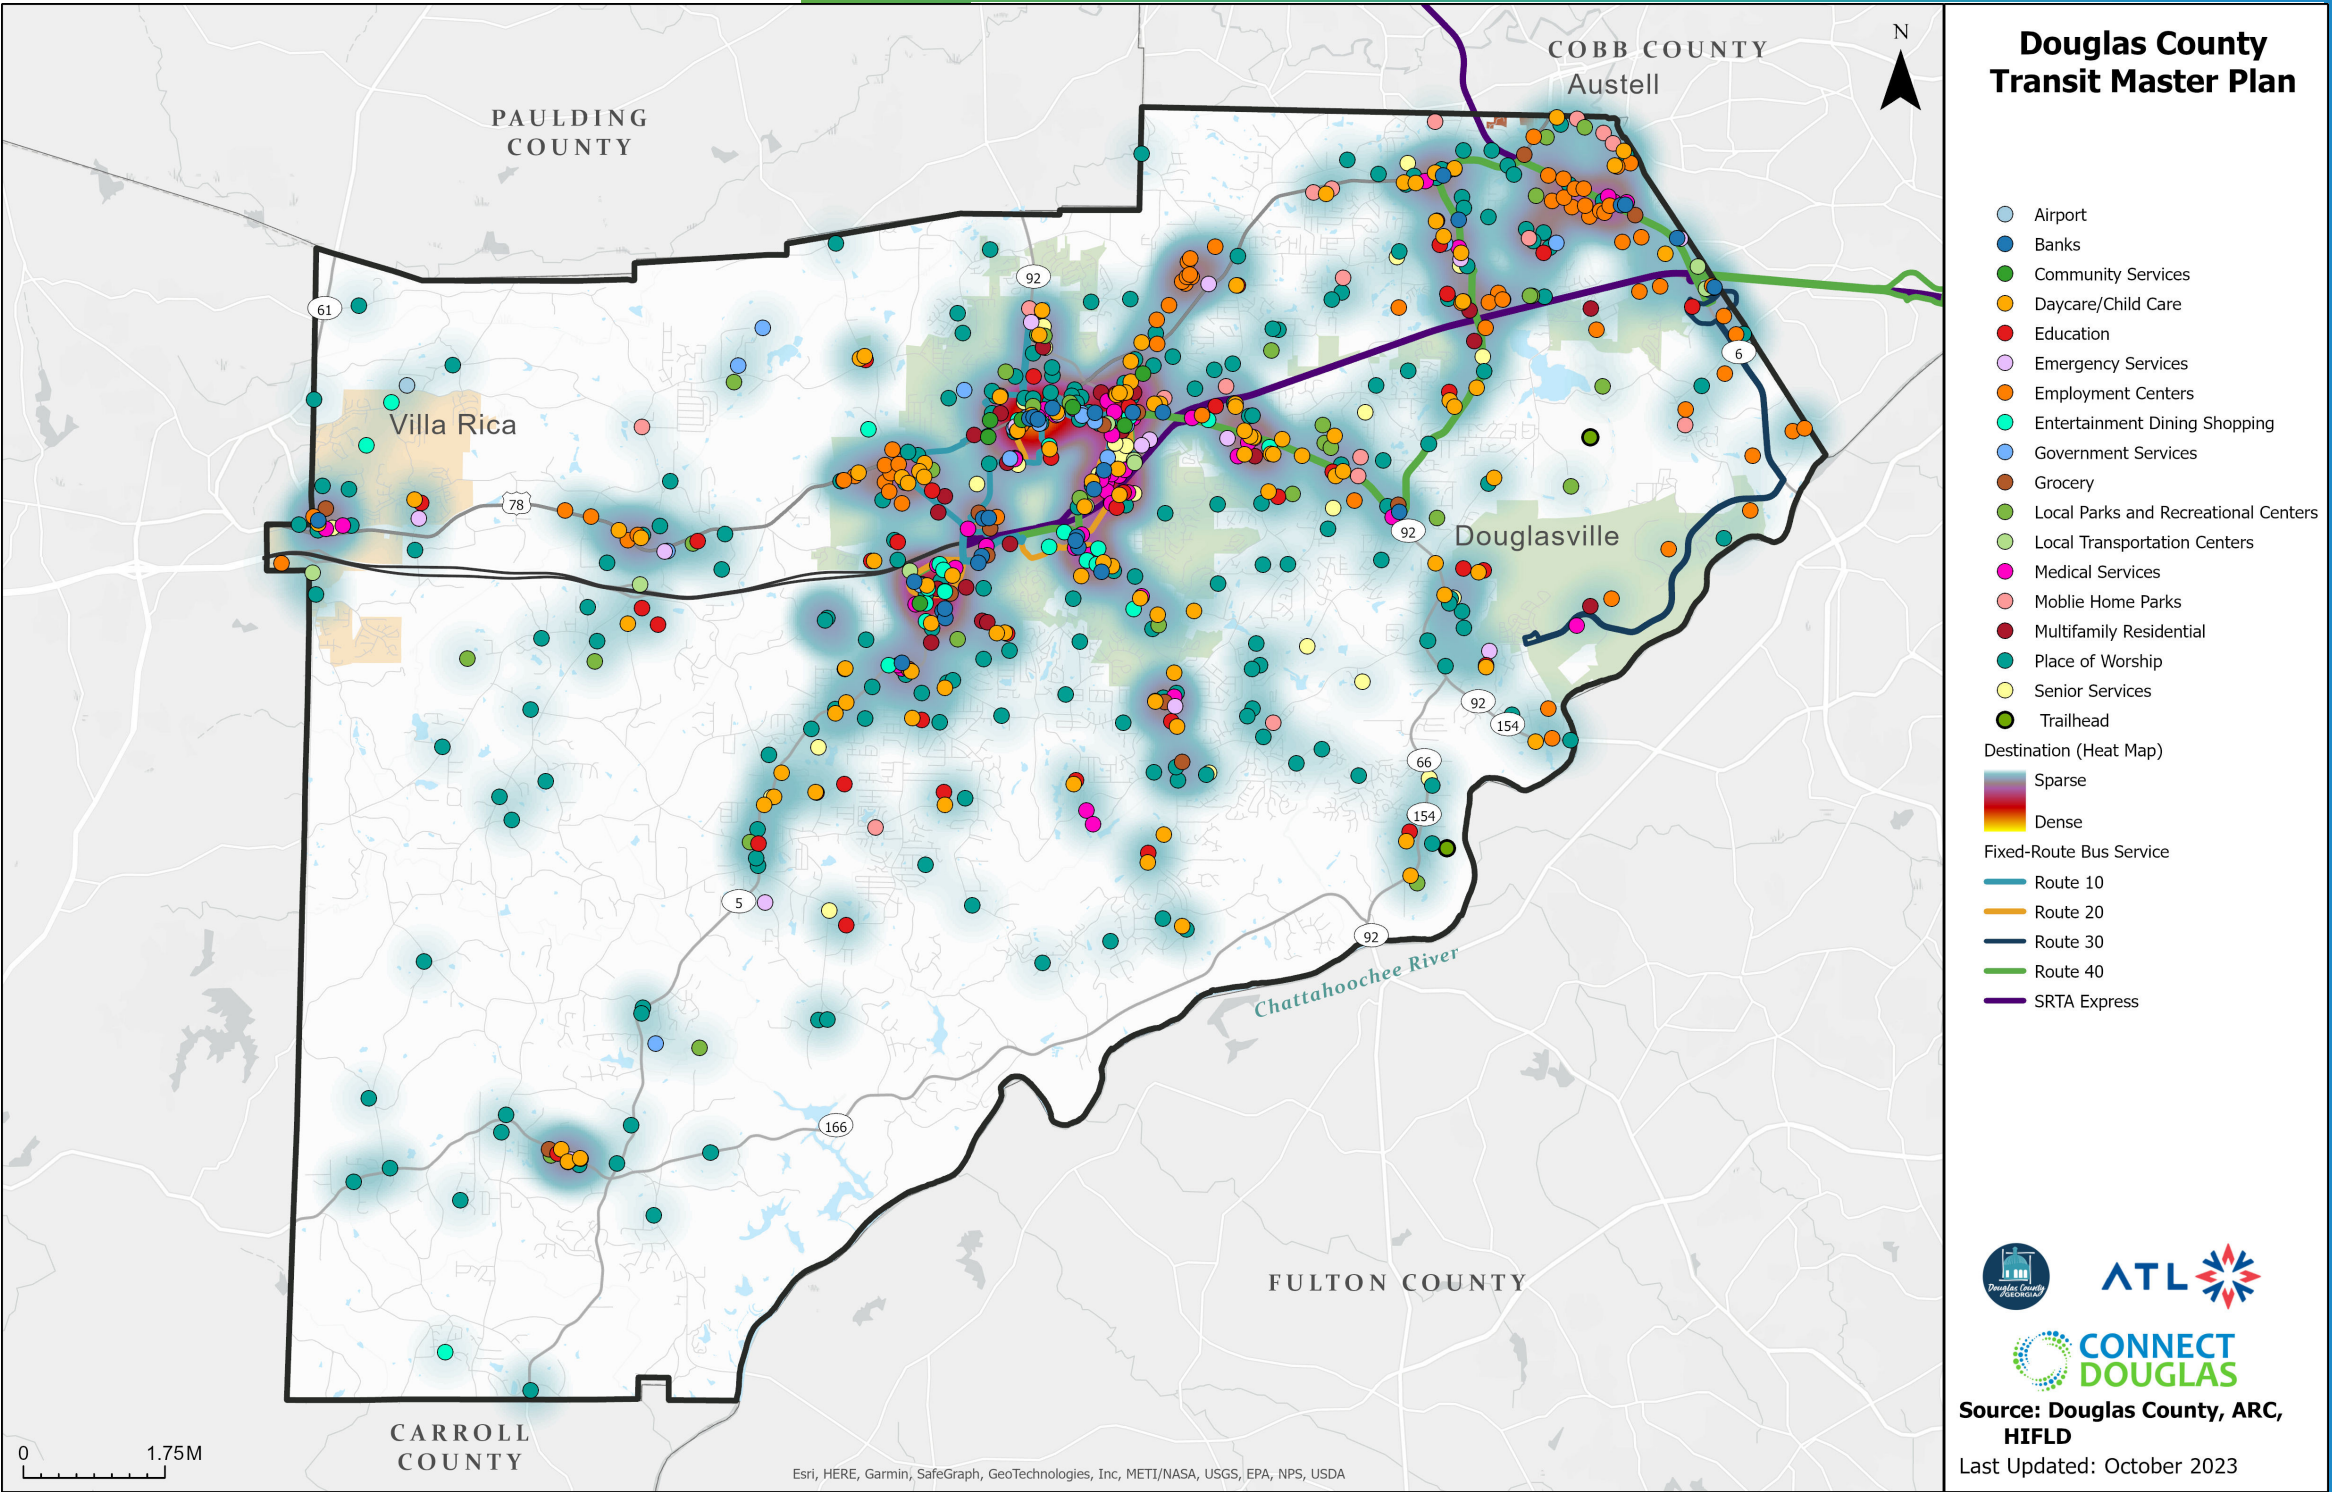 COBB COUNTY
Austell
PAULDING
COUNTY
N
92
61
6
Villa Rica
78
92
Douglasville
92
154
66
154
5
92
Chattahoochee River
166
FULTON COUNTY
CARROLL
COUNTY
0 1.75M
Esri, HERE, Garmin, SafeGraph, GeoTechnologies, Inc, METI/NASA, USGS, EPA, NPS, USDA
Douglas County
Transit Master Plan
Airport
Banks
Community Services
Daycare/Child Care
Education
Emergency Services
Employment Centers
Entertainment Dining Shopping
Government Services
Grocery
Local Parks and Recreational Centers
Local Transportation Centers
Medical Services
Moblie Home Parks
Multifamily Residential
Place of Worship
Senior Services
Trailhead
Destination (Heat Map)
Sparse
Dense
Fixed-Route Bus Service
Route 10
Route 20
Route 30
Route 40
SRTA Express
Douglas County
GEORGIA
ATL
CONNECT
DOUGLAS
Source: Douglas County, ARC,
HIFLD
Last Updated: October 2023